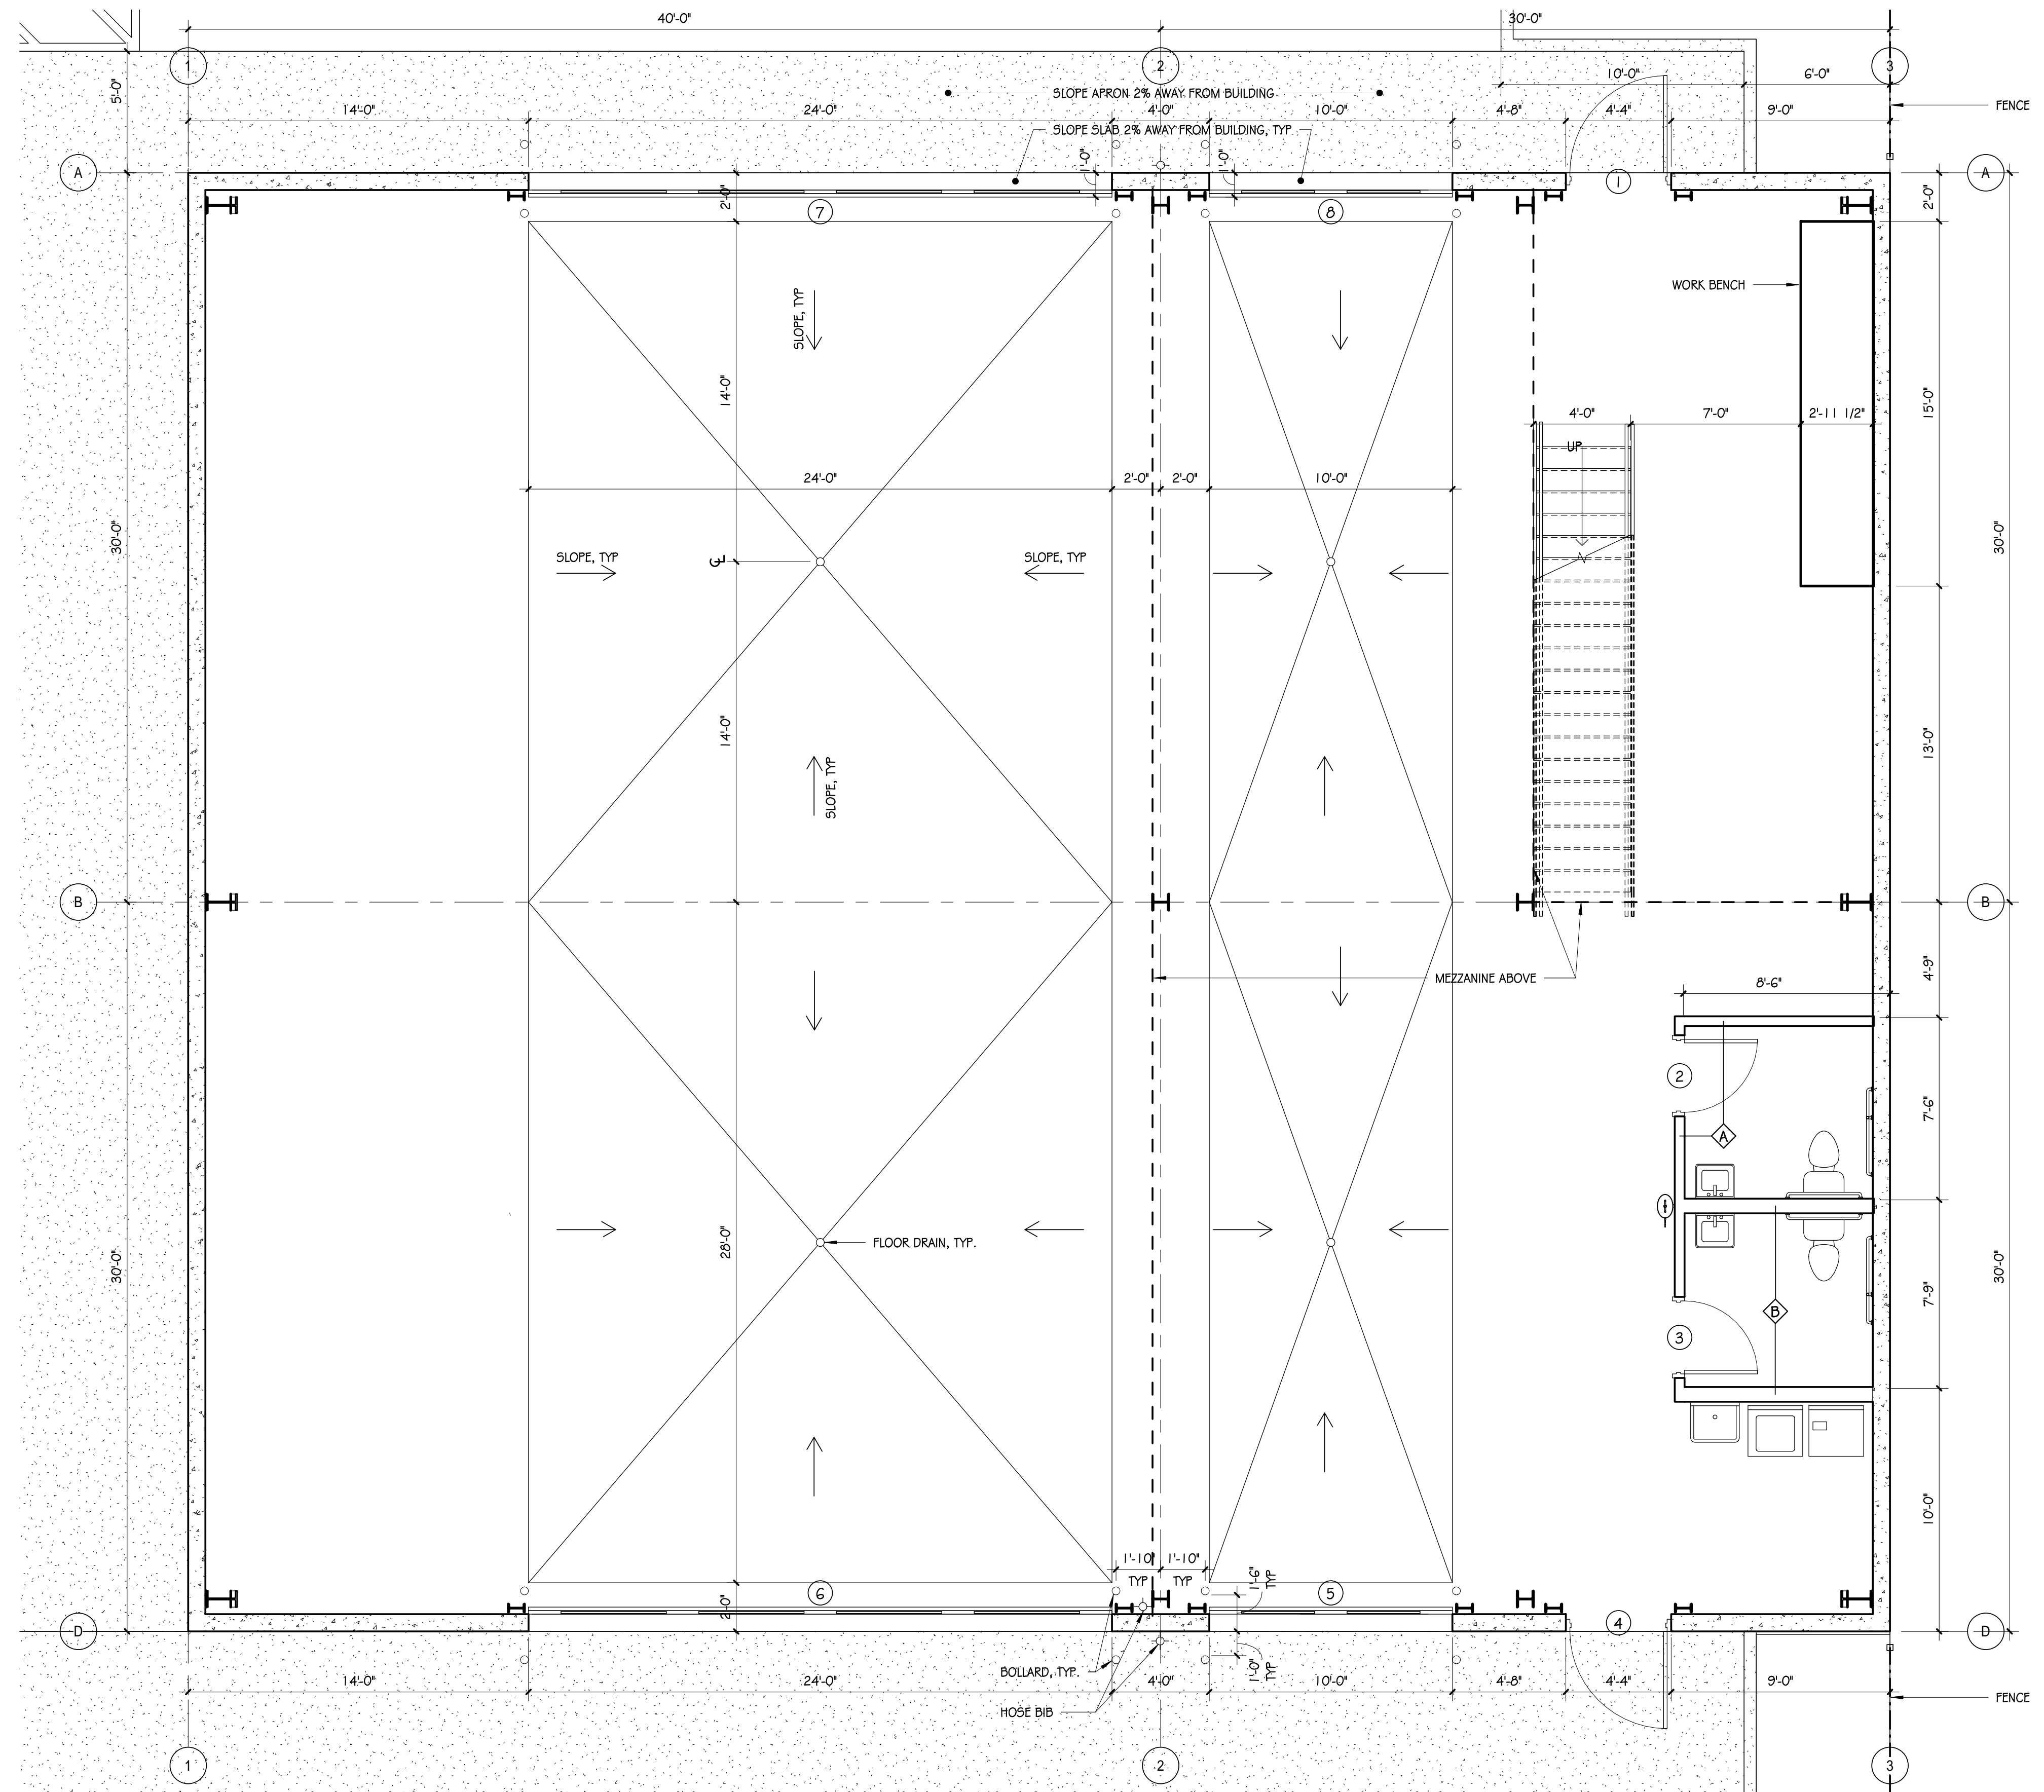 40'-0"
30'-0"
1
2
3
10'-0"
6'-0"
5'-0"
SLOPE APRON 2% AWAY FROM BUILDING
FENCE
14'-0"
24'-0"
4'-0"
10'-0"
4'-8"
4'-4"
9'-0"
SLOPE SLAB 2% AWAY FROM BUILDING, TYP
1'-0"
1'-0"
A
1
A
2'-0"
7
8
2'-0"
WORK BENCH
SLOPE, TYP
14'-0"
15'-0"
4'-0"
7'-0"
2'-11 1/2"
UP
24'-0"
2'-0"
2'-0"
10'-0"
30'-0"
30'-0"
SLOPE, TYP
CL
SLOPE, TYP
14'-0"
13'-0"
SLOPE, TYP
B
B
4'-9"
MEZZANINE ABOVE
8'-6"
2
7'-6"
A
30'-0"
28'-0"
FLOOR DRAIN, TYP.
30'-0"
7'-9"
B
3
10'-0"
1'-10"
1'-10"
TYP
TYP
1'-6"
TYP
6
5
2'-0"
D
4
D
BOLLARD, TYP.
1'-0"
TYP
14'-0"
24'-0"
4'-0"
10'-0"
4'-8"
4'-4"
9'-0"
HOSE BIB
FENCE
1
2
3